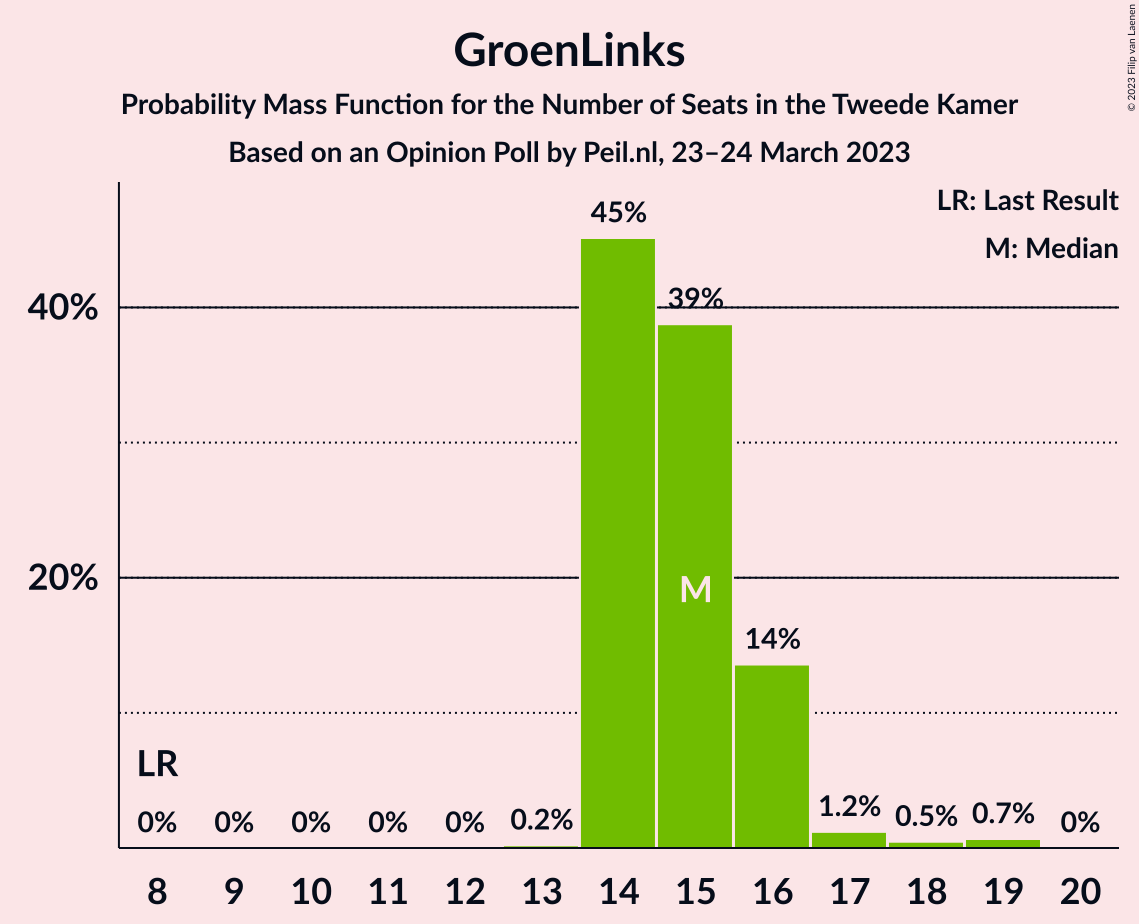 GroenLinks
Probability Mass Function for the Number of Seats in the Tweede Kamer
Based on an Opinion Poll by Peil.nl, 23–24 March 2023
© 2023 Filip van Laenen
LR: Last Result
M: Median
45%
39%
40%
20%
M
14%
LR
0% 0% 0% 0% 0% 0.2% 1.2% 0.5% 0.7% 0%
8 9 10 11 12 13 14 15 16 17 18 19 20